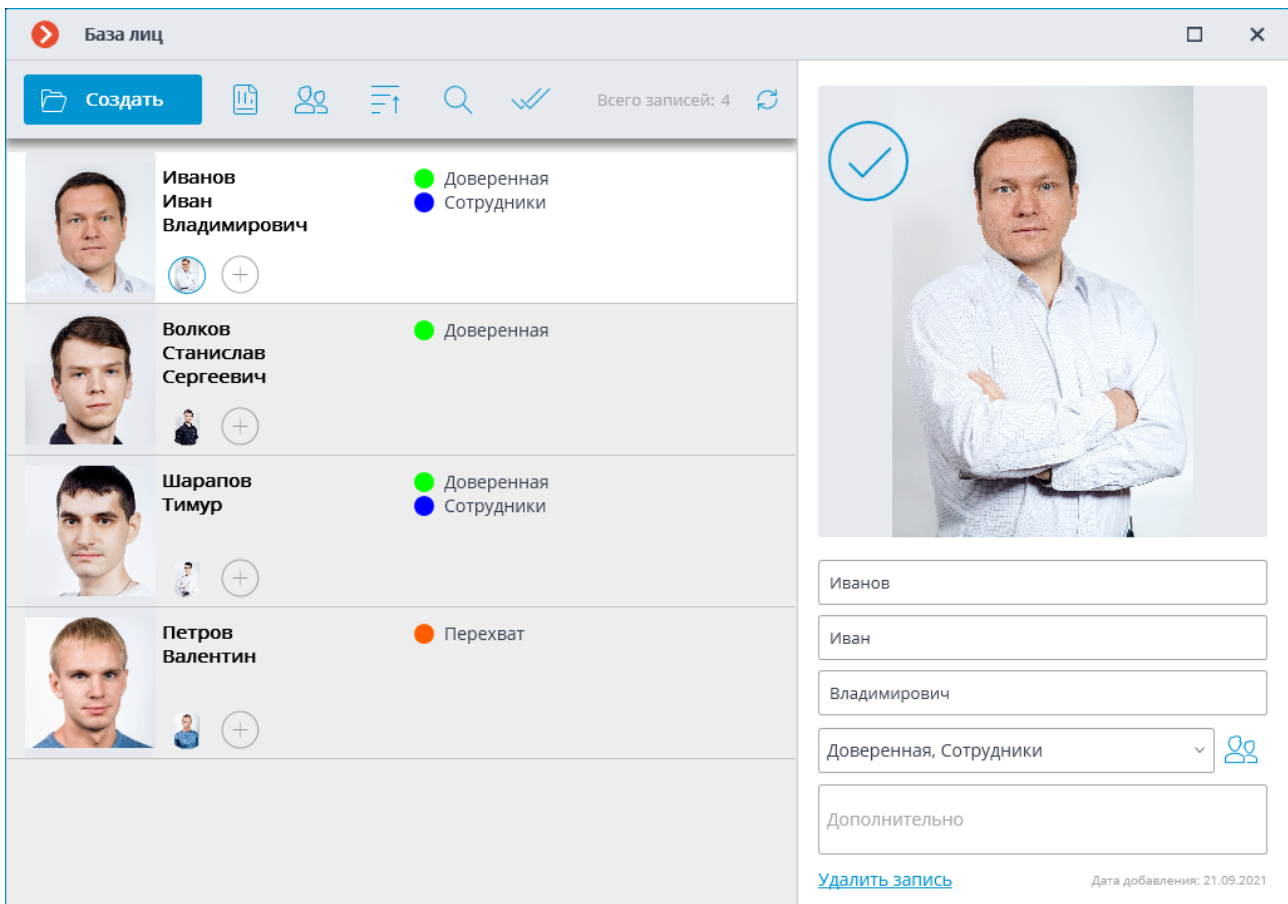 База лиц
Создать
Всего записей: 4
Иванов
Иван
Владимирович
Доверенная
Сотрудники
Волков
Станислав
Сергеевич
Доверенная
Шарапов
Тимур
Доверенная
Сотрудники
Петров
Валентин
Перехват
Иванов
Иван
Владимирович
Доверенная, Сотрудники
Дополнительно
Удалить запись
Дата добавления: 21.09.2021